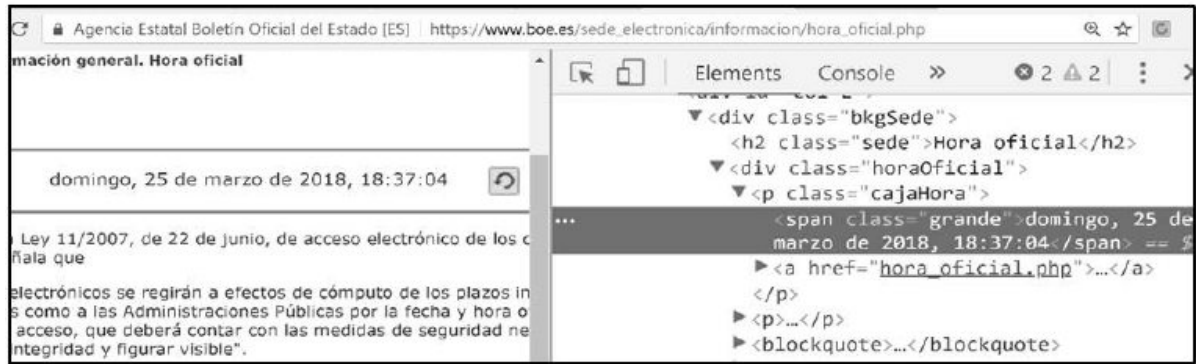 Agencia Estatal Boletín Oficial del Estado [ES] https://www.boe.es/sede_electronica/informacion/hora_oficial.php
mación general. Hora oficial
domingo, 25 de marzo de 2018, 18:37:04
Ley 11/2007, de 22 de junio, de acceso electrónico de los c
ñala que
electrónicos se regirán a efectos de cómputo de los plazos in
s como a las Administraciones Públicas por la fecha y hora o
acceso, que deberá contar con las medidas de seguridad ne
integridad y figurar visible".
Elements Console » 2 2
▼<div class="bkgSede">
<h2 class="sede">Hora oficial</h2>
▼<div class="horaOficial">
▼<p class="cajaHora">
... <span class="grande">domingo, 25 de
marzo de 2018, 18:37:04</span> == $
▶<a href="hora_oficial.php">…</a>
</p>
▶<p>…</p>
▶<blockquote>…</blockquote>